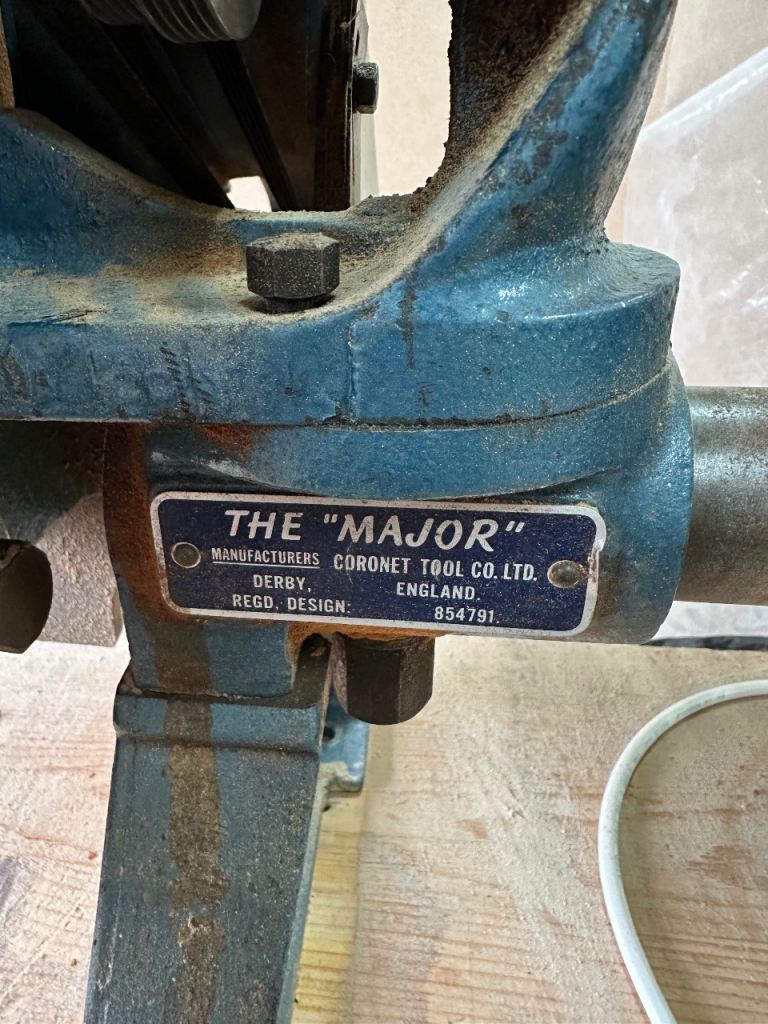 THE "MAJOR"
MANUFACTURERS CORONET TOOL CO. LTD.
DERBY, ENGLAND.
REGD. DESIGN: 854791.